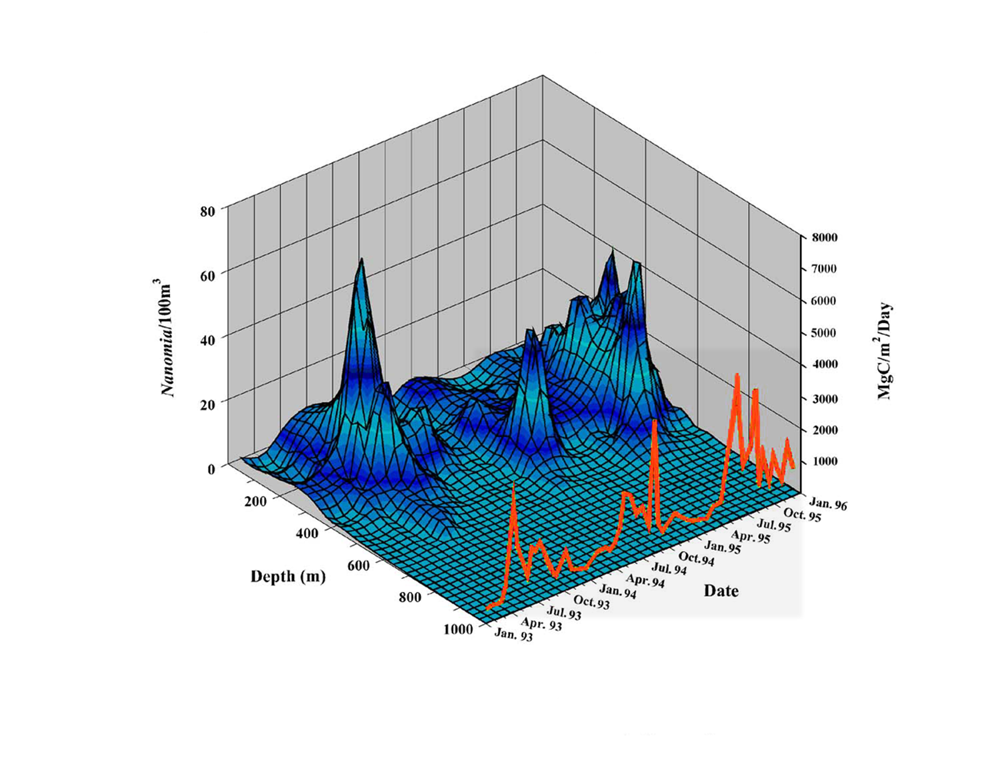 80
60
40
20
0
Nanomia/100m³
200
400
600
800
1000
Depth (m)
8000
7000
6000
5000
4000
3000
2000
1000
MgC/m²/Day
Jan. 96
Oct. 95
Jul. 95
Apr. 95
Jan. 95
Oct. 94
Jul. 94
Apr. 94
Jan. 94
Oct. 93
Jul. 93
Apr. 93
Jan. 93
Date